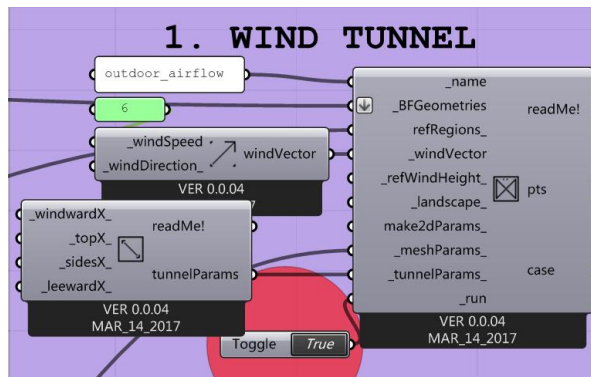 1. WIND TUNNEL
outdoor_airflow
6
_windSpeed
_windDirection_
windVector
VER 0.0.04
_windwardX_
_topX_
_sidesX_
_leewardX_
readMe!
tunnelParams
VER 0.0.04
MAR_14_2017
_name
_BFGeometries
refRegions_
_windVector
_refWindHeight_
_landscape_
make2dParams_
_meshParams_
_tunnelParams_
_run
readMe!
pts
case
VER 0.0.04
MAR_14_2017
Toggle True